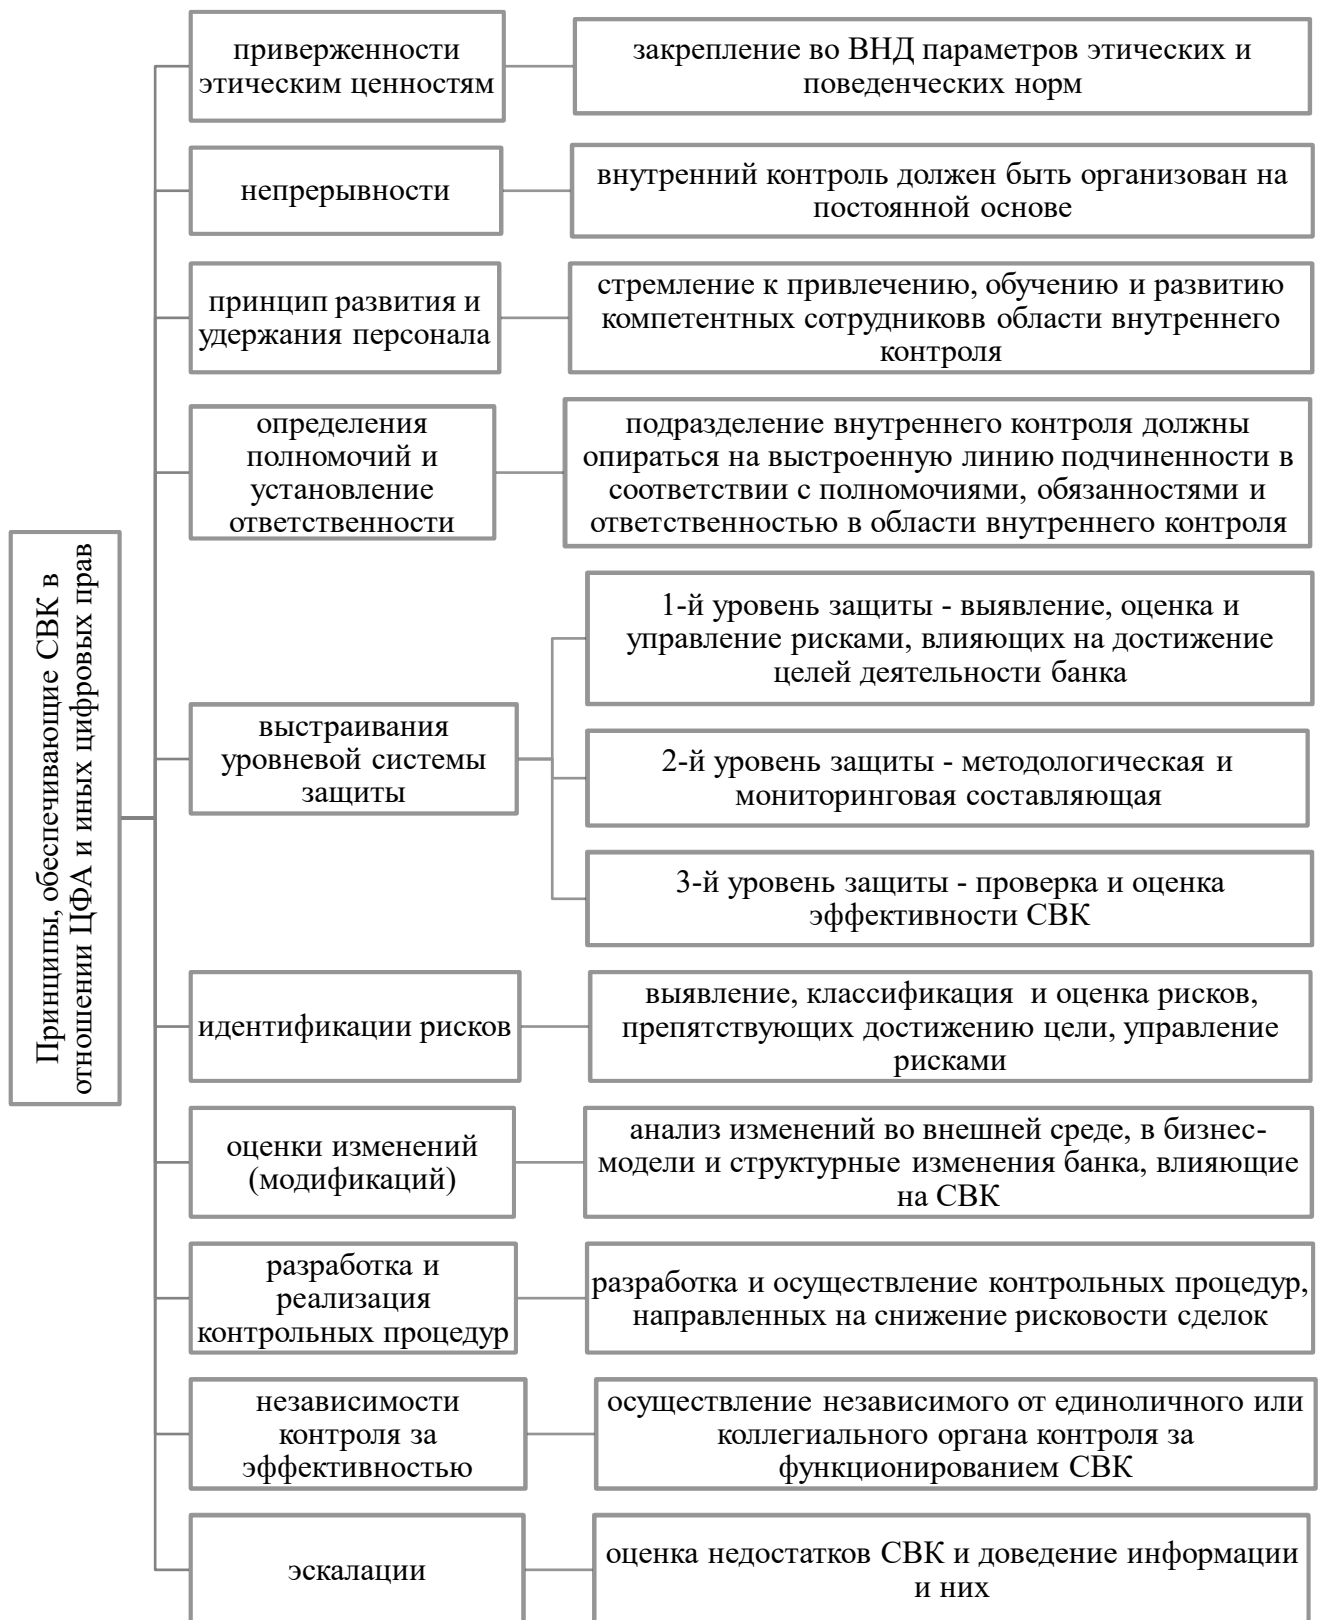 Принципы, обеспечивающие СВК в
отношении ЦФА и иных цифровых прав
приверженности
этическим ценностям
закрепление во ВНД параметров этических и
поведенческих норм
непрерывности
внутренний контроль должен быть организован на
постоянной основе
принцип развития и
удержания персонала
стремление к привлечению, обучению и развитию
компетентных сотрудниковв области внутреннего
контроля
определения
полномочий и
установление
ответственности
подразделение внутреннего контроля должны
опираться на выстроенную линию подчиненности в
соответствии с полномочиями, обязанностями и
ответственностью в области внутреннего контроля
выстраивания
уровневой системы
защиты
1-й уровень защиты - выявление, оценка и
управление рисками, влияющих на достижение
целей деятельности банка
2-й уровень защиты - методологическая и
мониторинговая составляющая
3-й уровень защиты - проверка и оценка
эффективности СВК
идентификации рисков
выявление, классификация  и оценка рисков,
препятствующих достижению цели, управление
рисками
оценки изменений
(модификаций)
анализ изменений во внешней среде, в бизнес-
модели и структурные изменения банка, влияющие
на СВК
разработка и
реализация
контрольных процедур
разработка и осуществление контрольных процедур,
направленных на снижение рисковости сделок
независимости
контроля за
эффективностью
осуществление независимого от единоличного или
коллегиального органа контроля за
функционированием СВК
эскалации
оценка недостатков СВК и доведение информации
и них